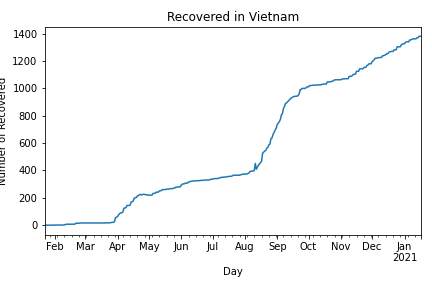 Recovered in Vietnam
Number of Recovered
1400
1200
1000
800
600
400
200
0
Feb Mar Apr May Jun Jul Aug Sep Oct Nov Dec Jan
2021
Day